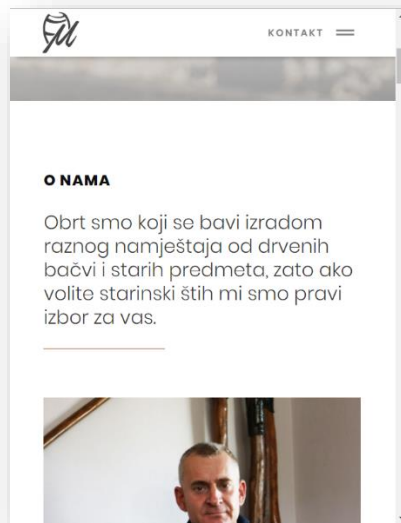 KONTAKT
O NAMA
Obrt smo koji se bavi izradom
raznog namještaja od drvenih
bačvi i starih predmeta, zato ako
volite starinski štih mi smo pravi
izbor za vas.